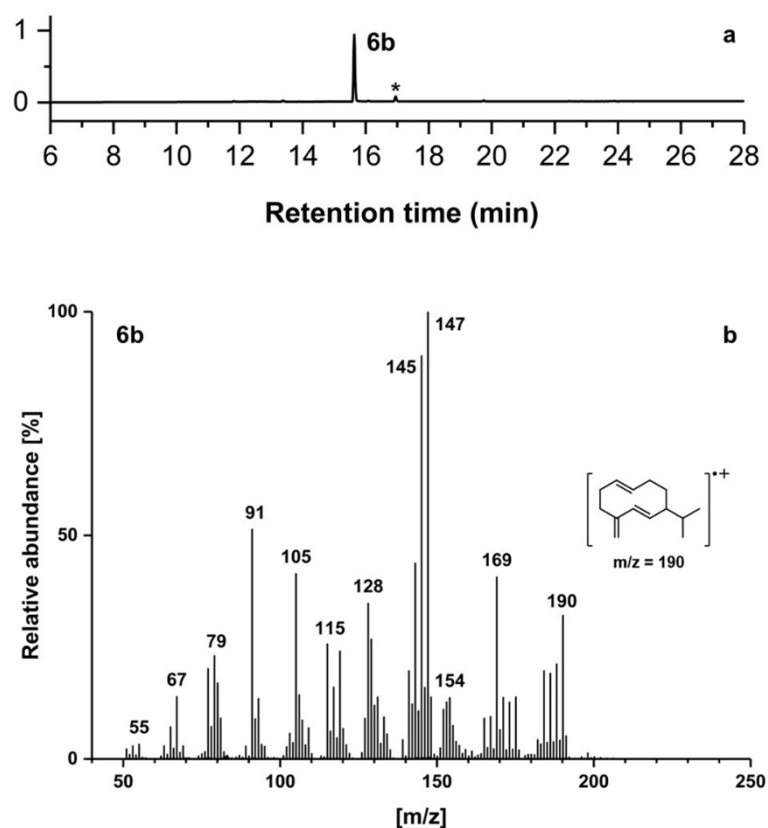 1
0
6b
*
a
6 8 10 12 14 16 18 20 22 24 26 28
Retention time (min)
100
50
0
Relative abundance [%]
6b
b
55
67
79
91
105
115
128
145
147
154
169
190
•+
m/z = 190
50 100 150 200 250
[m/z]